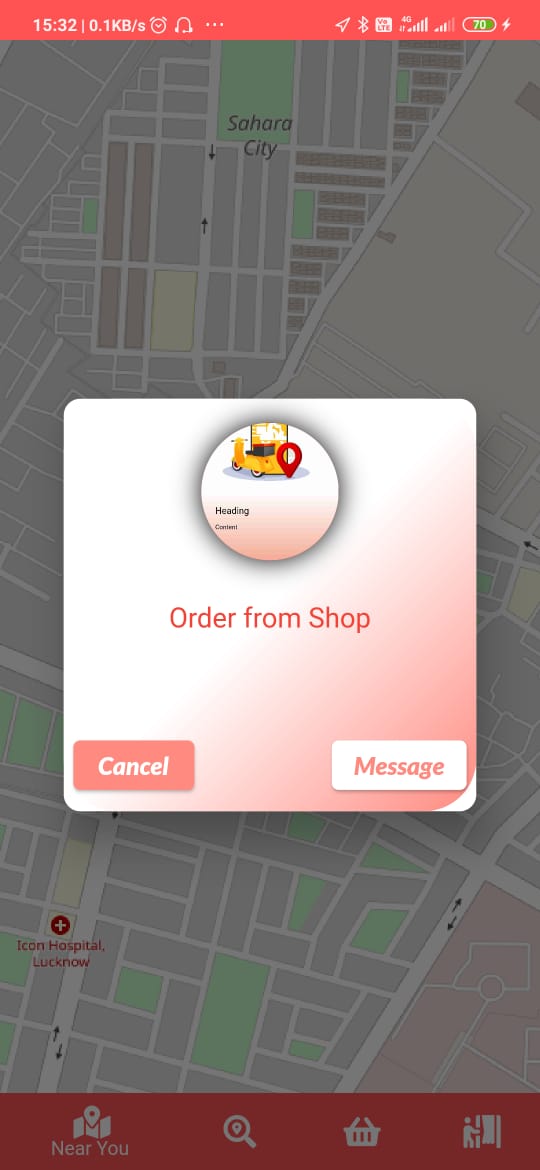 15:32 | 0.1KB/s ...
Vo
LTE
4G
70
Sahara
City
Heading
Content
Order from Shop
Cancel
Message
Icon Hospital,
Lucknow
Near You